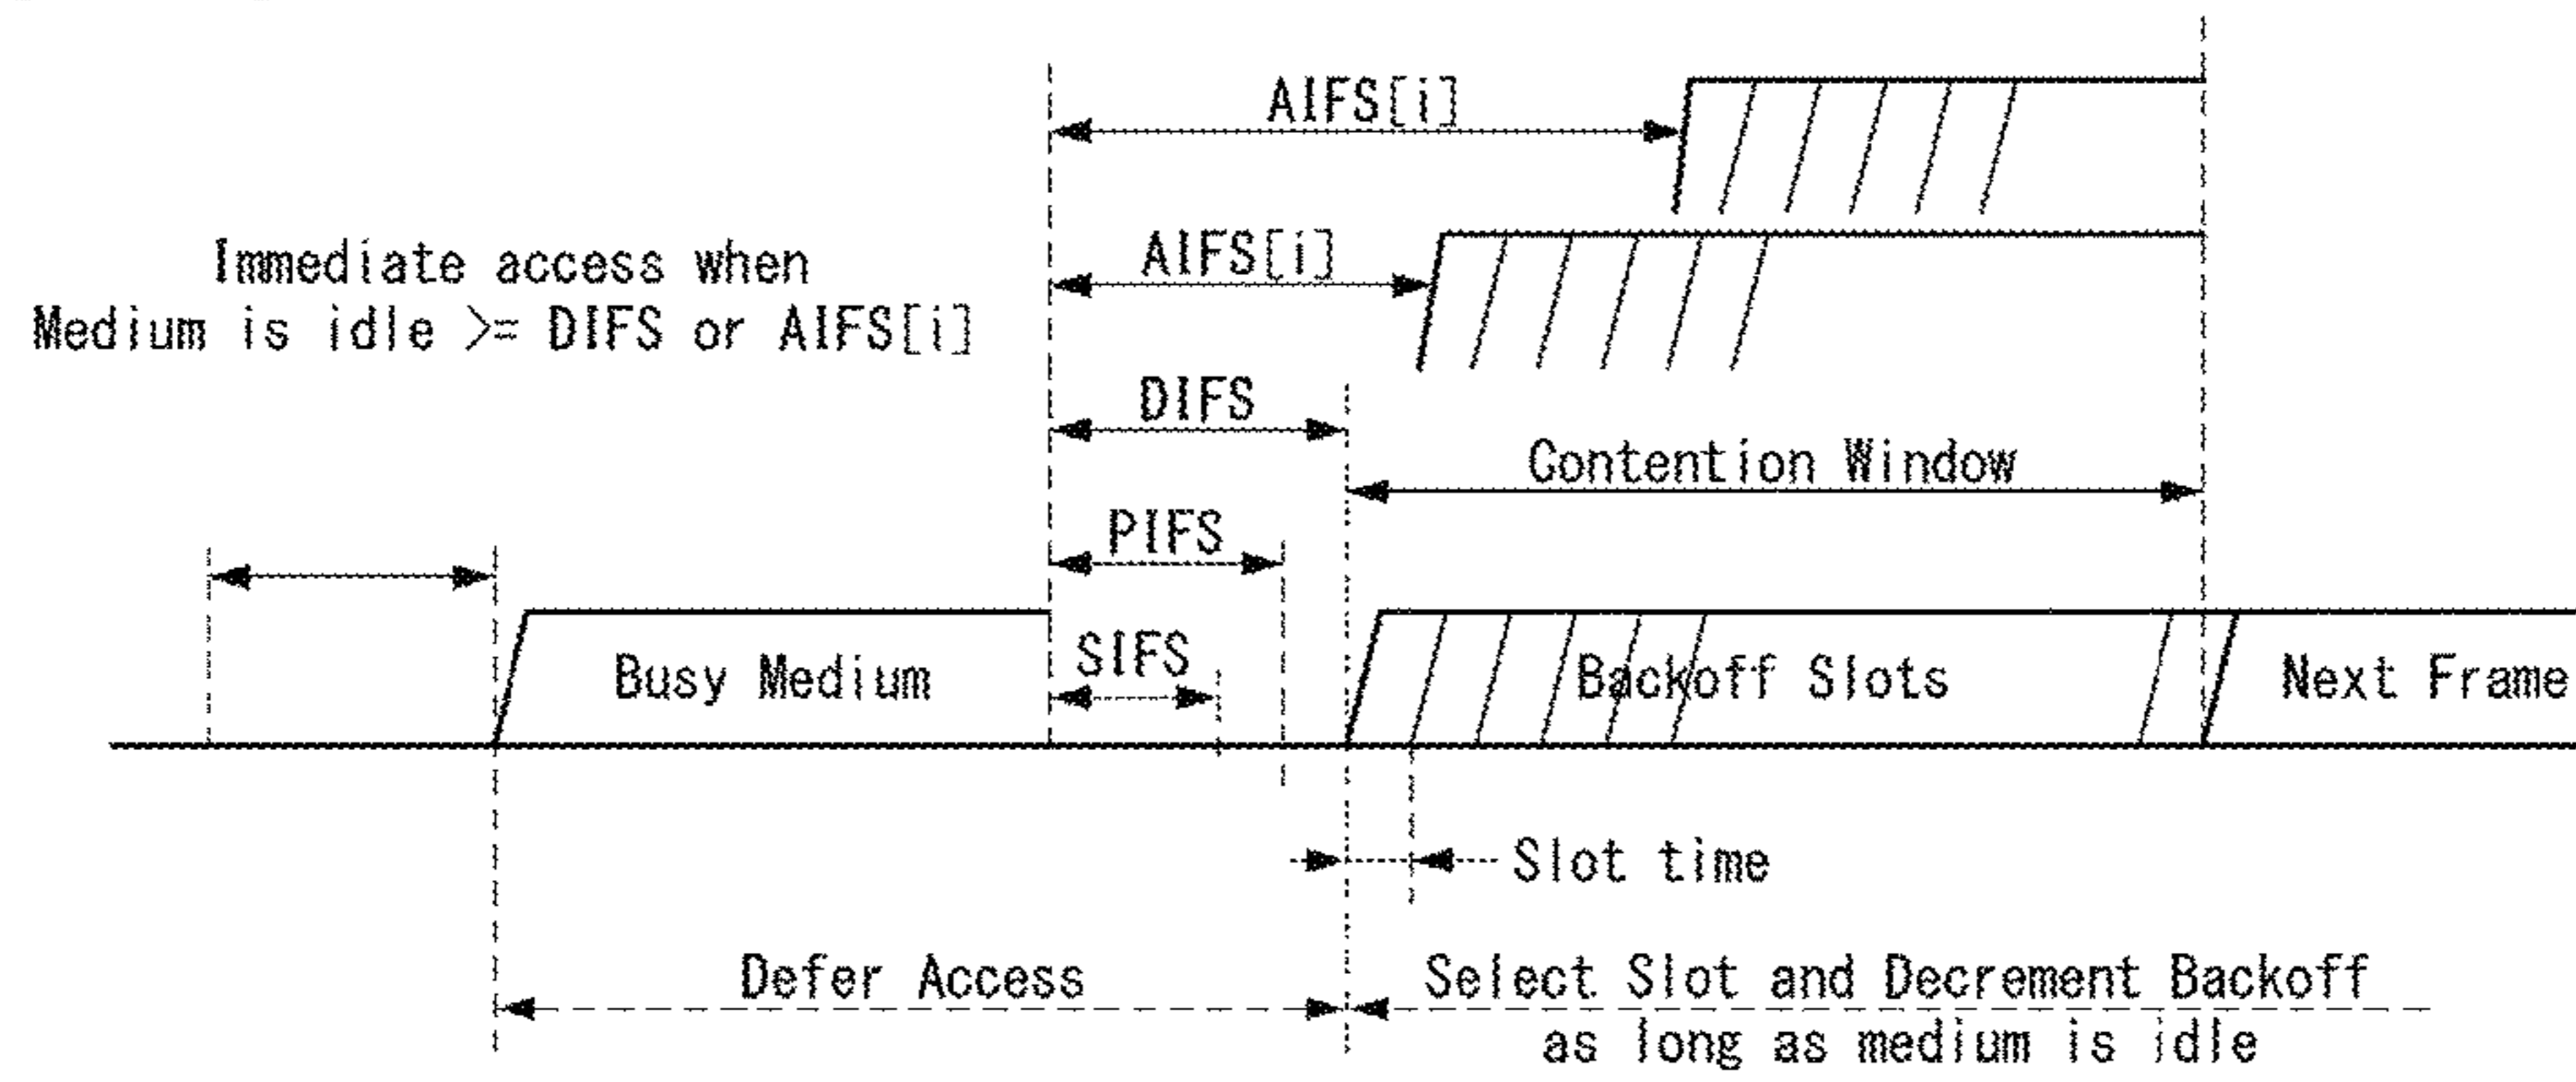 AIFS[i]
AIFS[i]
Immediate access when
Medium is idle >= DIFS or AIFS[i]
DIFS
Contention Window
PIFS
SIFS
Busy Medium
Backoff Slots
Next Frame
Slot time
Defer Access
Select Slot and Decrement Backoff
as long as medium is idle